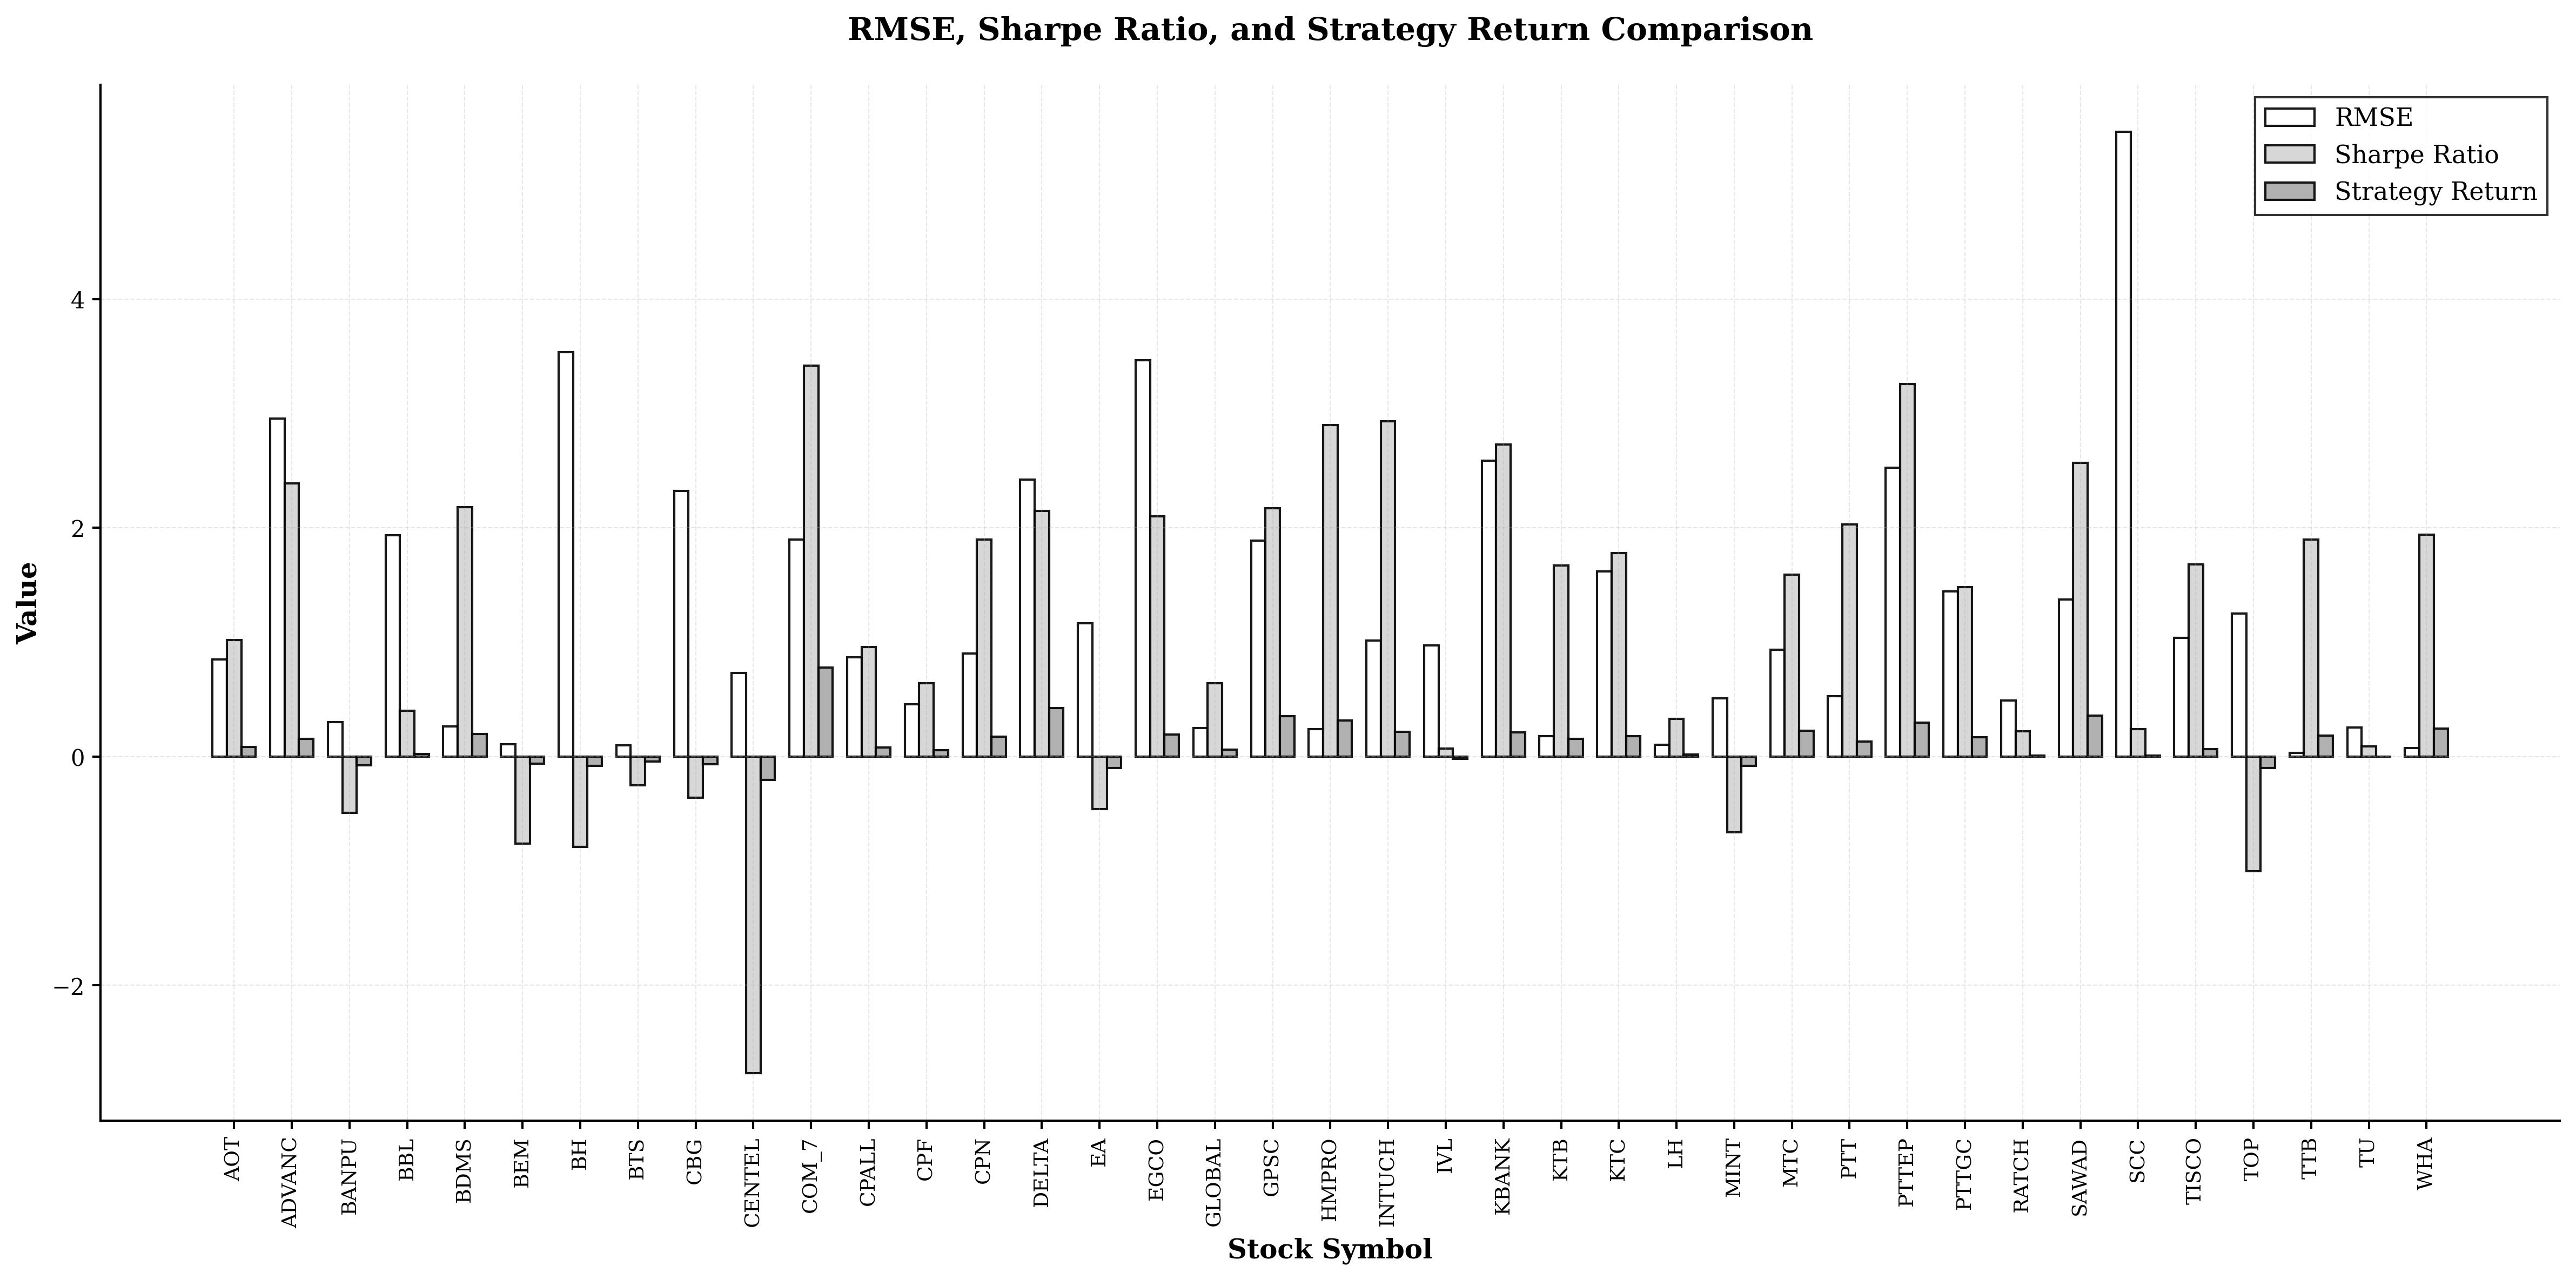 RMSE, Sharpe Ratio, and Strategy Return Comparison
RMSE
Sharpe Ratio
Strategy Return
4
2
0
−2
Value
AOT
ADVANC
BANPU
BBL
BDMS
BEM
BH
BTS
CBG
CENTEL
COM_7
CPALL
CPF
CPN
DELTA
EA
EGCO
GLOBAL
GPSC
HMPRO
INTUCH
IVL
KBANK
KTB
KTC
LH
MINT
MTC
PTT
PTTEP
PTTGC
RATCH
SAWAD
SCC
TISCO
TOP
TTB
TU
WHA
Stock Symbol